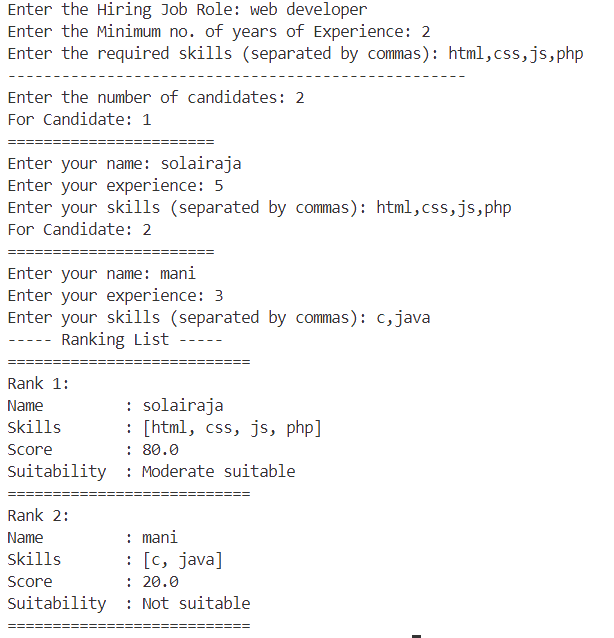 Enter the Hiring Job Role: web developer
Enter the Minimum no. of years of Experience: 2
Enter the required skills (separated by commas): html,css,js,php
---------------------------------------------------
Enter the number of candidates: 2
For Candidate: 1
=======================
Enter your name: solairaja
Enter your experience: 5
Enter your skills (separated by commas): html,css,js,php
For Candidate: 2
=======================
Enter your name: mani
Enter your experience: 3
Enter your skills (separated by commas): c,java
----- Ranking List -----
===========================
Rank 1:
Name         : solairaja
Skills       : [html, css, js, php]
Score        : 80.0
Suitability  : Moderate suitable
===========================
Rank 2:
Name         : mani
Skills       : [c, java]
Score        : 20.0
Suitability  : Not suitable
===========================